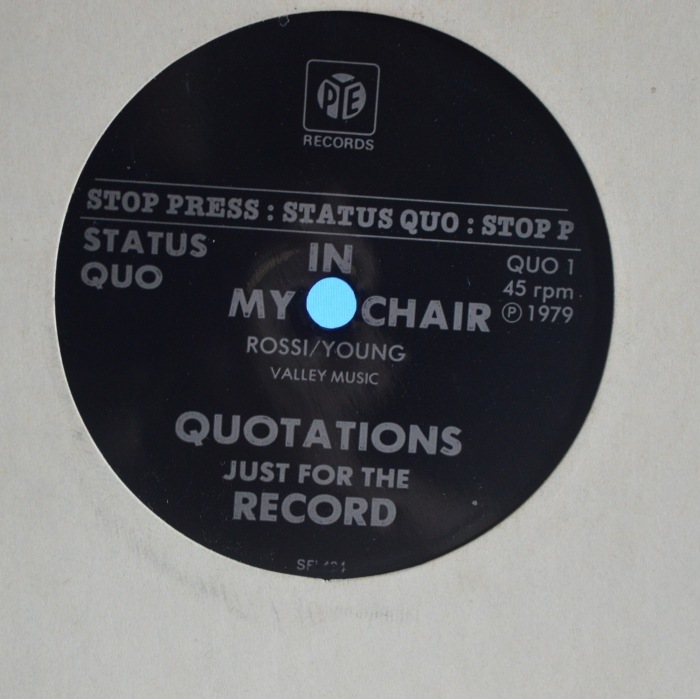 PYE
RECORDS
STOP PRESS : STATUS QUO : STOP P
STATUS
QUO
IN
MY CHAIR
ROSSI/YOUNG
VALLEY MUSIC
QUO 1
45 rpm
Ⓟ 1979
QUOTATIONS
JUST FOR THE
RECORD